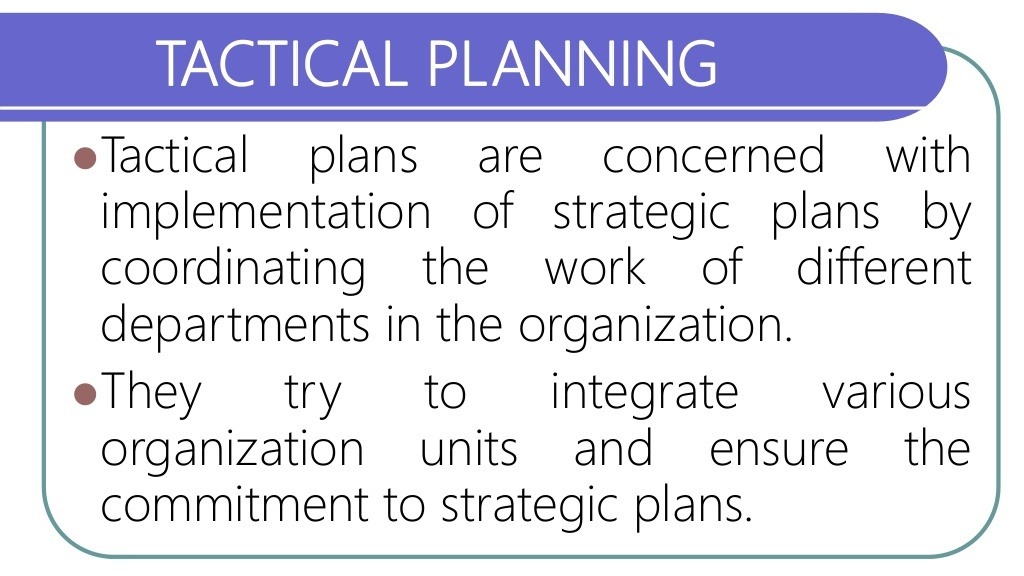 TACTICAL PLANNING
●Tactical plans are concerned with
implementation of strategic plans by
coordinating the work of different
departments in the organization.
●They try to integrate various
organization units and ensure the
commitment to strategic plans.